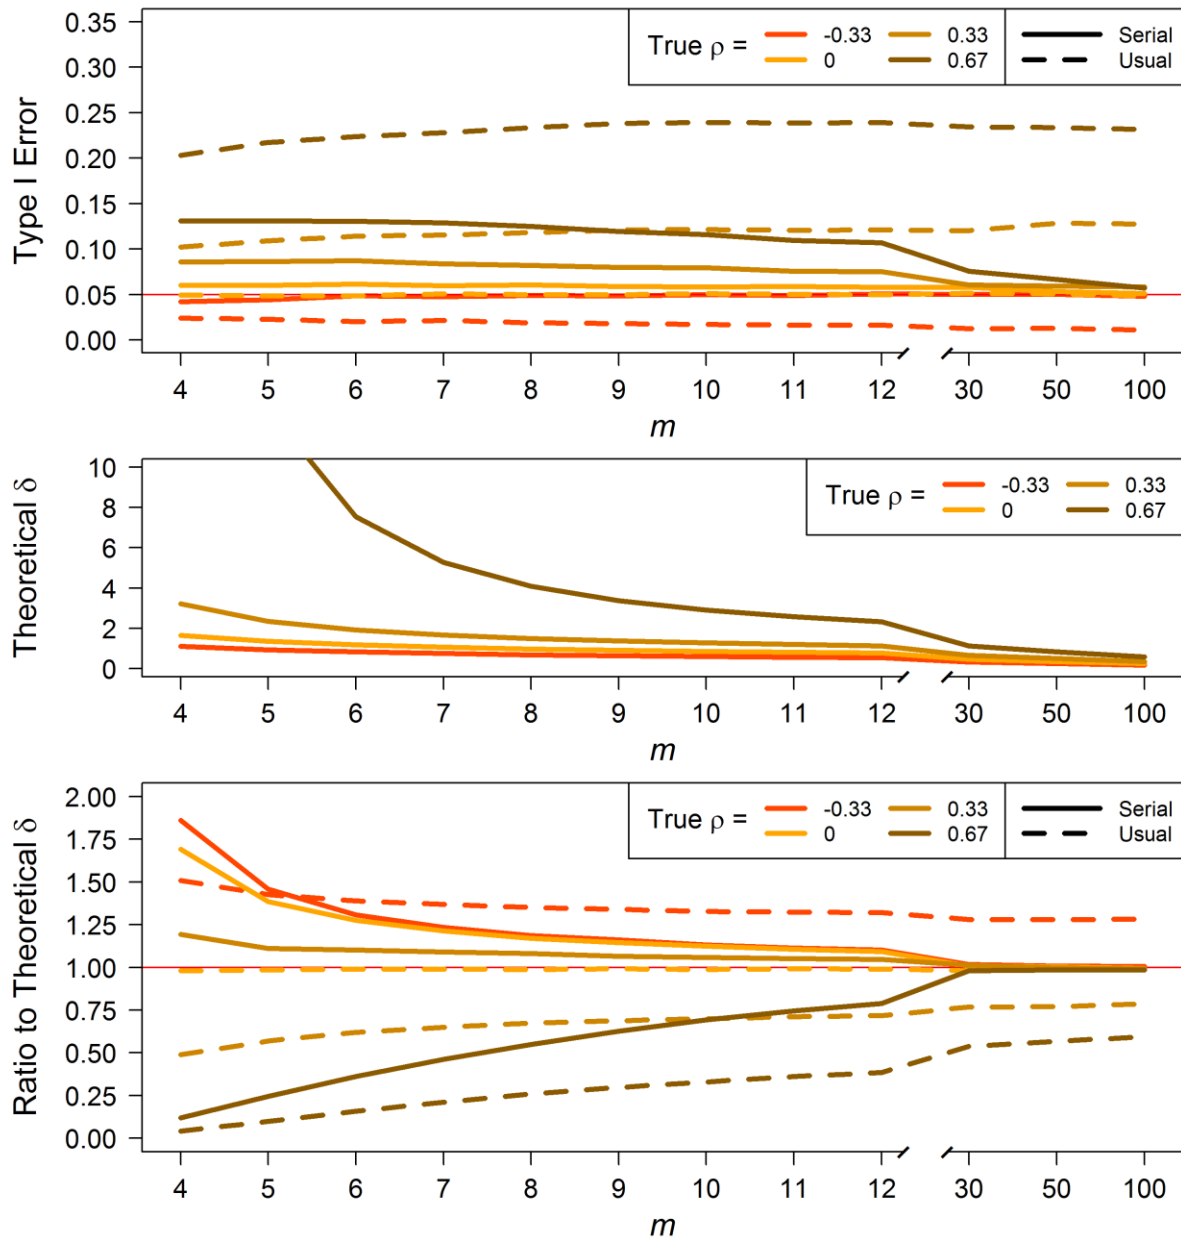 Type I Error
0.35
0.30
0.25
0.20
0.15
0.10
0.05
0.00
True ρ =
-0.33
0.33
0
0.67
Serial
Usual
4 5 6 7 8 9 10 11 12 30 50 100
m
Theoretical δ
10
8
6
4
2
0
True ρ =
-0.33
0.33
0
0.67
4 5 6 7 8 9 10 11 12 30 50 100
m
Ratio to Theoretical δ
2.00
1.75
1.50
1.25
1.00
0.75
0.50
0.25
0.00
True ρ =
-0.33
0.33
0
0.67
Serial
Usual
4 5 6 7 8 9 10 11 12 30 50 100
m